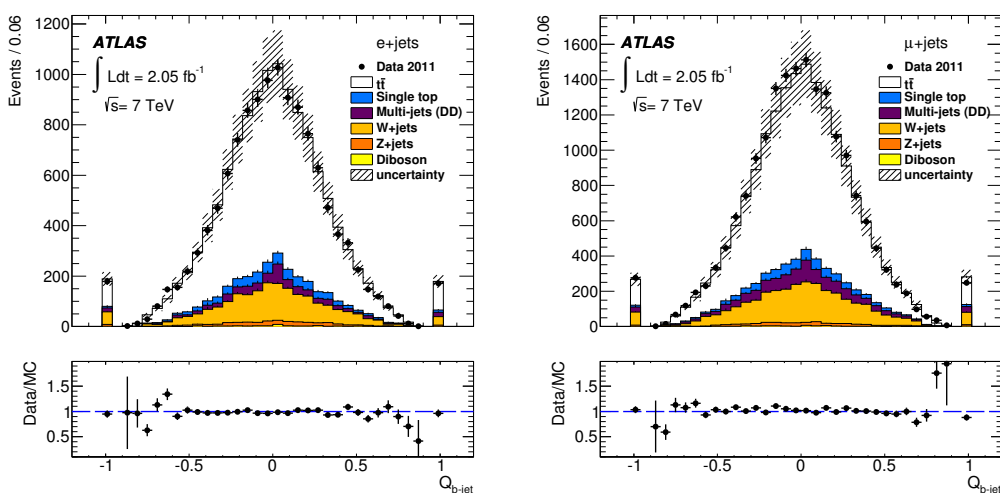 Events / 0.06
1200
1000
800
600
400
200
0
ATLAS
∫ Ldt = 2.05 fb⁻¹
√s= 7 TeV
e+jets
Data 2011
tt̄
Single top
Multi-jets (DD)
W+jets
Z+jets
Diboson
uncertainty
Data/MC
1.5
1
0.5
-1
-0.5
0
0.5
1
Q_b-jet
Events / 0.06
1600
1400
1200
1000
800
600
400
200
0
ATLAS
∫ Ldt = 2.05 fb⁻¹
√s= 7 TeV
μ+jets
Data 2011
tt̄
Single top
Multi-jets (DD)
W+jets
Z+jets
Diboson
uncertainty
Data/MC
1.5
1
0.5
-1
-0.5
0
0.5
1
Q_b-jet